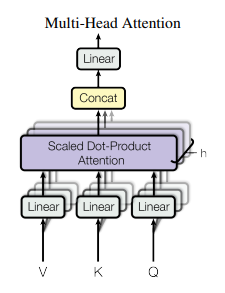 Multi-Head Attention
Linear
Concat
Scaled Dot-Product
Attention
h
Linear Linear Linear
V K Q